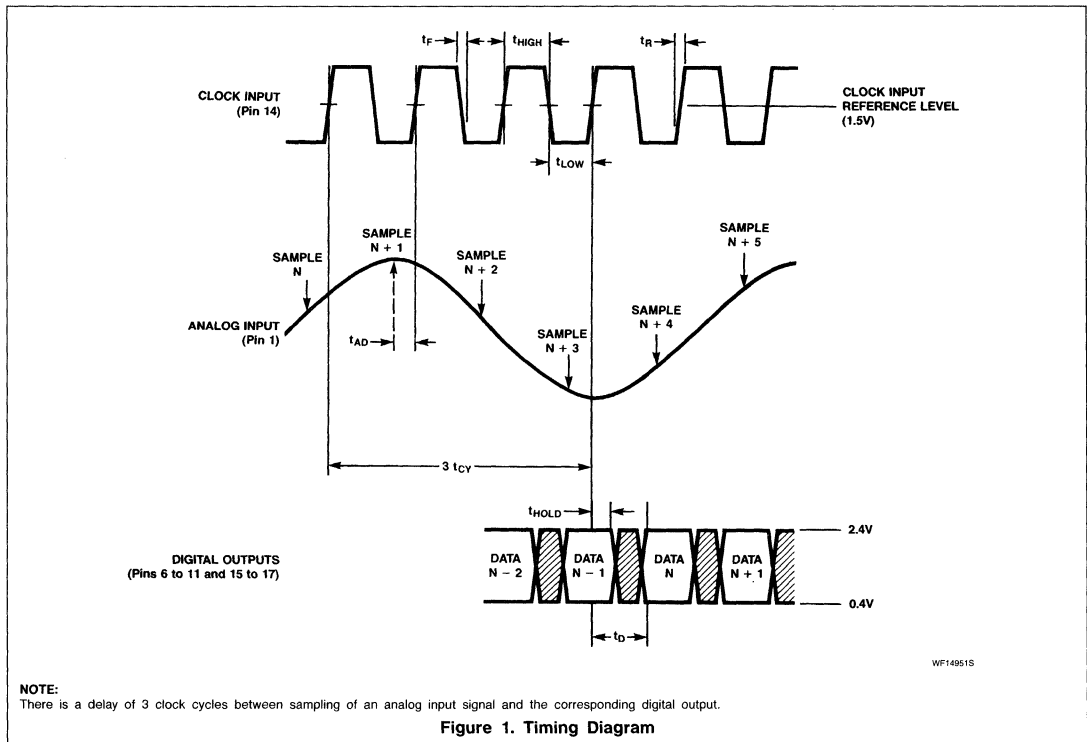 tF
tHIGH
tR
CLOCK INPUT
(Pin 14)
CLOCK INPUT
REFERENCE LEVEL
(1.5V)
tLOW
SAMPLE
N
SAMPLE
N + 1
SAMPLE
N + 2
SAMPLE
N + 3
SAMPLE
N + 4
SAMPLE
N + 5
ANALOG INPUT
(Pin 1)
tAD
3 tCY
tHOLD
2.4V
DIGITAL OUTPUTS
(Pins 6 to 11 and 15 to 17)
DATA
N − 2
DATA
N − 1
DATA
N
DATA
N + 1
0.4V
tD
WF14951S
NOTE:
There is a delay of 3 clock cycles between sampling of an analog input signal and the corresponding digital output.
Figure 1. Timing Diagram